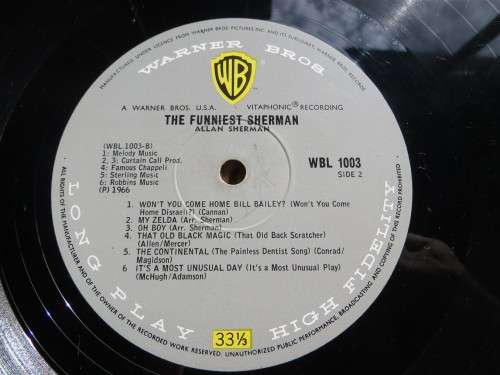 MANUFACTURED UNDER LICENCE FROM WARNER BROS. PICTURES INC. AND ITS SUBSIDIARY, WARNER BROS. RECORDS INC.
WARNER BROS
WB
A WARNER BROS. U.S.A. VITAPHONIC® RECORDING
THE FUNNIEST SHERMAN
ALLAN SHERMAN
(WBL.1003-B)
1: Melody Music
2, 3: Curtain Call Prod.
4: Famous Chappell
5: Sterling Music
6: Robbins Music
(P) 1966
WBL 1003
SIDE 2
1. WON'T YOU COME HOME BILL BAILEY? (Won't You Come
Home Disraeli?) (Cannan)
2. MY ZELDA (Arr. Sherman)
3. OH BOY (Arr. Sherman)
4. THAT OLD BLACK MAGIC (That Old Back Scratcher)
(Allen/Mercer)
5. THE CONTINENTAL (The Painless Dentist Song) (Conrad/
Magidson)
6 IT'S A MOST UNUSUAL DAY (It's a Most Unusual Play)
(McHugh/Adamson)
LONG PLAY
33⅓
HIGH FIDELITY
ALL RIGHTS OF THE MANUFACTURER AND OF THE OWNER OF THE RECORDED WORK RESERVED. UNAUTHORIZED PUBLIC PERFORMANCE, BROADCASTING AND COPYING OF THIS RECORD PROHIBITED